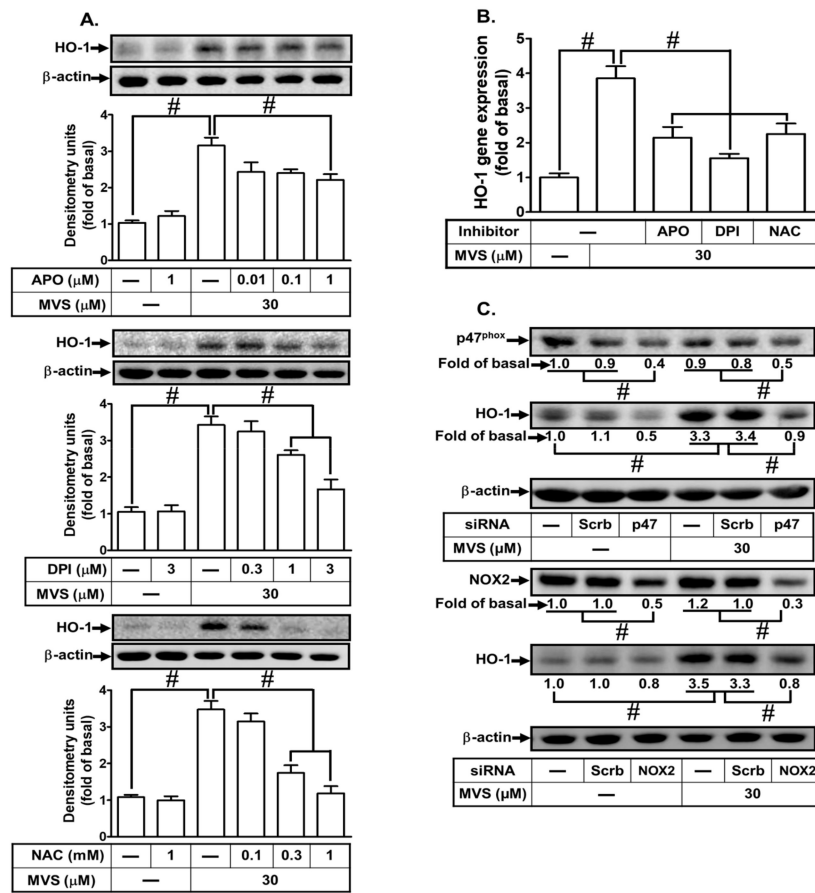 A.
HO-1
β-actin
#
#
Densitometry units
(fold of basal)
4
3
2
1
0
APO (μM)
—
1
—
0.01
0.1
1
MVS (μM)
—
30
HO-1
β-actin
#
#
Densitometry units
(fold of basal)
4
3
2
1
0
DPI (μM)
—
3
—
0.3
1
3
MVS (μM)
—
30
HO-1
β-actin
#
#
Densitometry units
(fold of basal)
4
3
2
1
0
NAC (mM)
—
1
—
0.1
0.3
1
MVS (μM)
—
30
B.
#
#
HO-1 gene expression
(fold of basal)
5
4
3
2
1
0
Inhibitor
—
APO
DPI
NAC
MVS (μM)
—
30
C.
p47phox
Fold of basal
1.0 0.9 0.4 0.9 0.8 0.5
# #
HO-1
Fold of basal
1.0 1.1 0.5 3.3 3.4 0.9
# #
β-actin
siRNA — Scrb p47 — Scrb p47
MVS (μM) — 30
NOX2
Fold of basal
1.0 1.0 0.5 1.2 1.0 0.3
# #
HO-1
1.0 1.0 0.8 3.5 3.3 0.8
# #
β-actin
siRNA — Scrb NOX2 — Scrb NOX2
MVS (μM) — 30